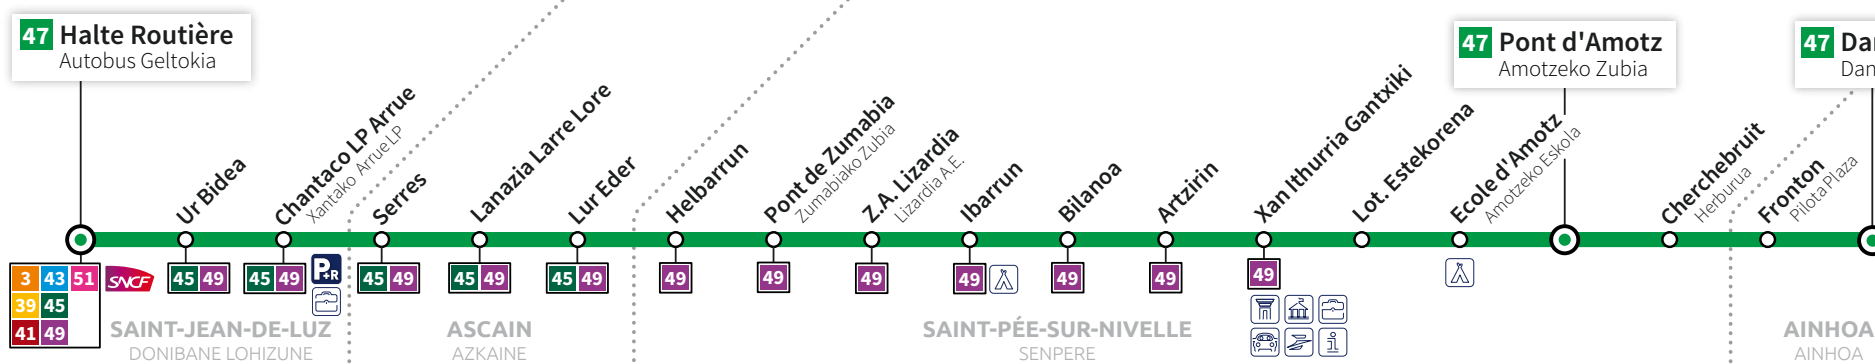 47 Halte Routière
Autobus Geltokia
Ur Bidea
Chantaco LP Arrue
Xantako Arrue LP
Serres
Lanazia Larre Lore
Lur Eder
Helbarrun
Pont de Zumabia
Zumabiako Zubia
Z.A. Lizardia
Lizardia A.E.
Ibarrun
Bilanoa
Artzirin
Xan Ithurria Gantxiki
Lot. Estekorena
Ecole d'Amotz
Amotzeko Eskola
47 Pont d'Amotz
Amotzeko Zubia
Cherchebruit
Herburua
Fronton
Pilota Plaza
47 Dan
Dan
3 43 51
39 45
41 49
SNCF
45 49
45 49
P+R
45 49
45 49
45 49
49
49
49
49
49
49
49
i
SAINT-JEAN-DE-LUZ
DONIBANE LOHIZUNE
ASCAIN
AZKAINE
SAINT-PÉE-SUR-NIVELLE
SENPERE
AINHOA
AINHOA